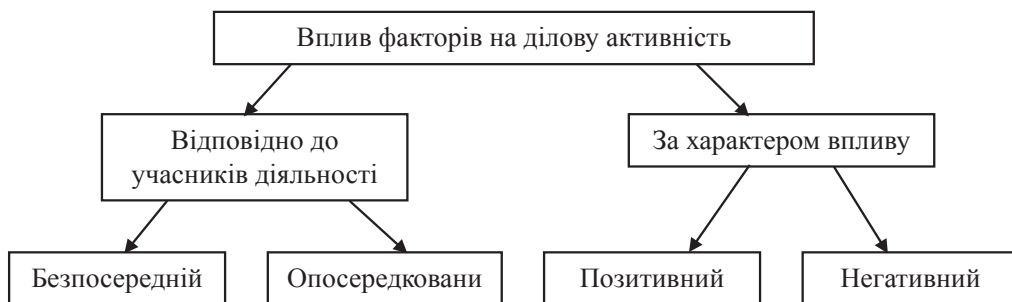 Вплив факторів на ділову активність
Відповідно до
учасників діяльності
За характером впливу
Безпосередній
Опосередковани
Позитивний
Негативний